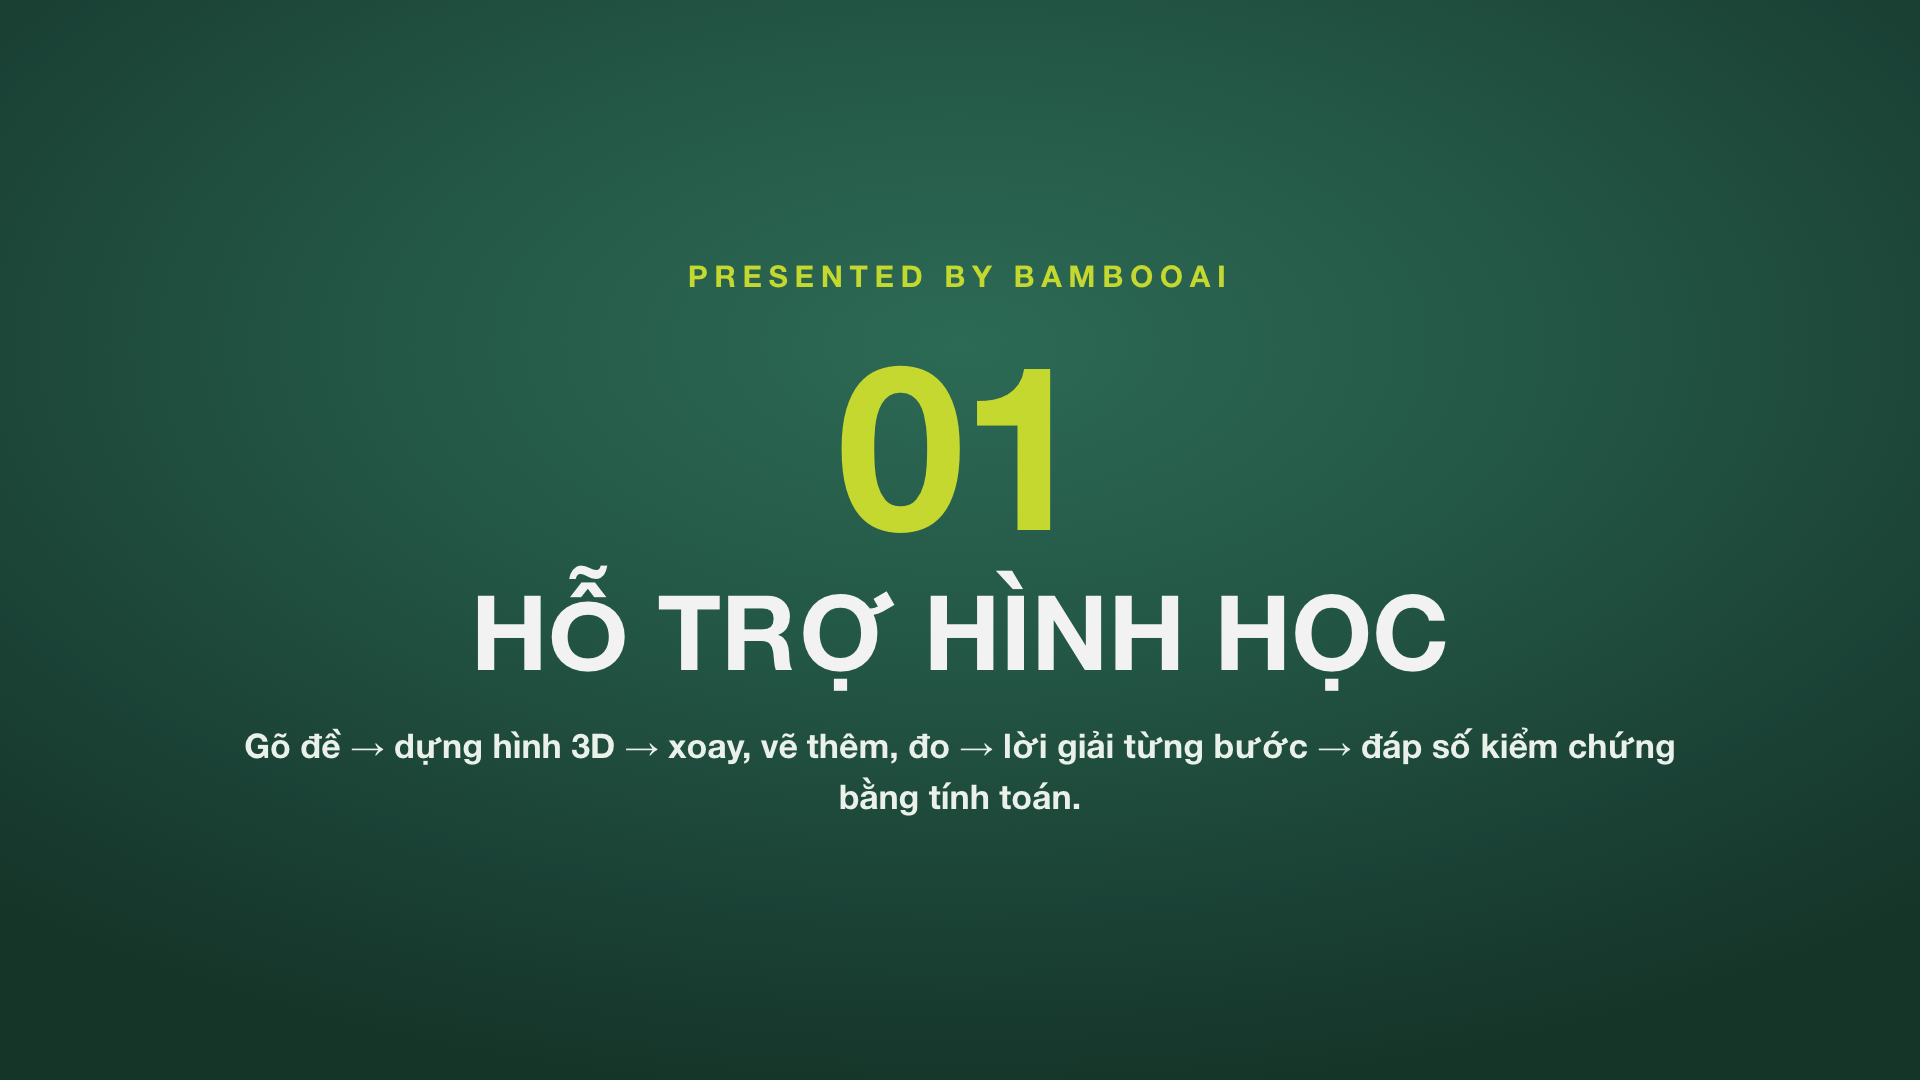 PRESENTED BY BAMBOOAI
01
HỖ TRỢ HÌNH HỌC
Gõ đề → dựng hình 3D → xoay, vẽ thêm, đo → lời giải từng bước → đáp số kiểm chứng
bằng tính toán.